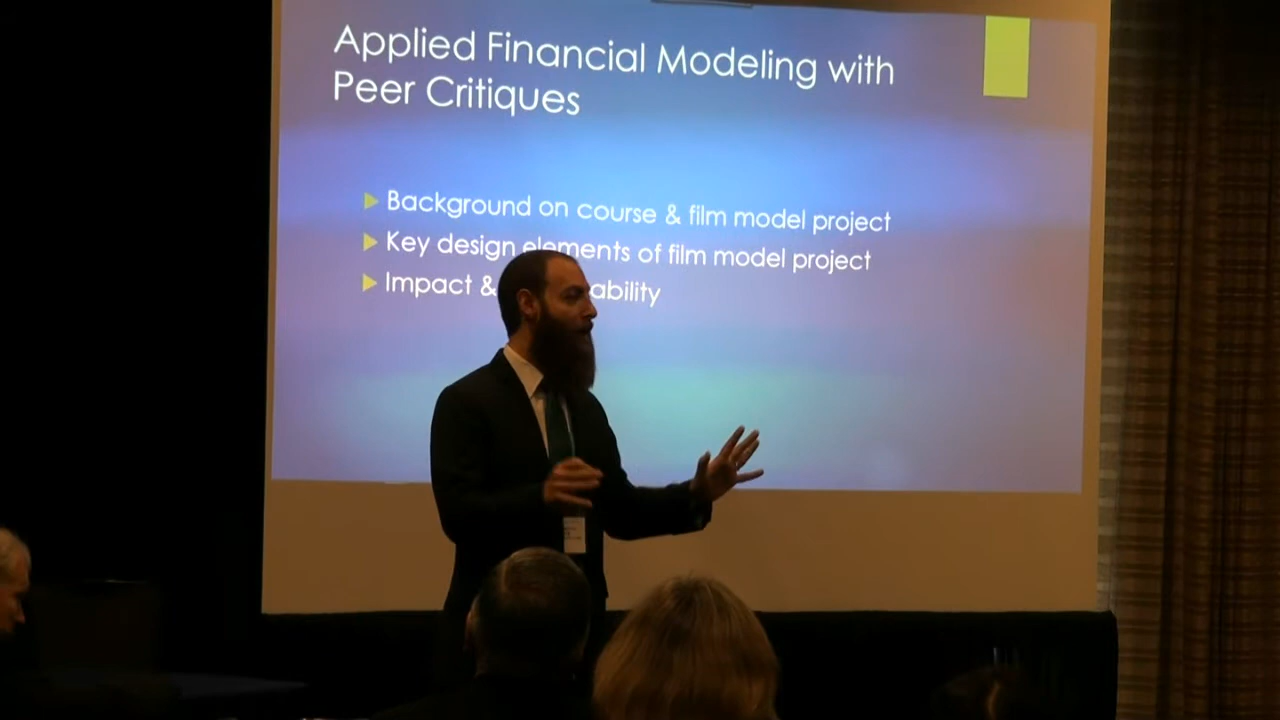 Applied Financial Modeling with
Peer Critiques
Background on course & film model project
Key design elements of film model project
Impact &